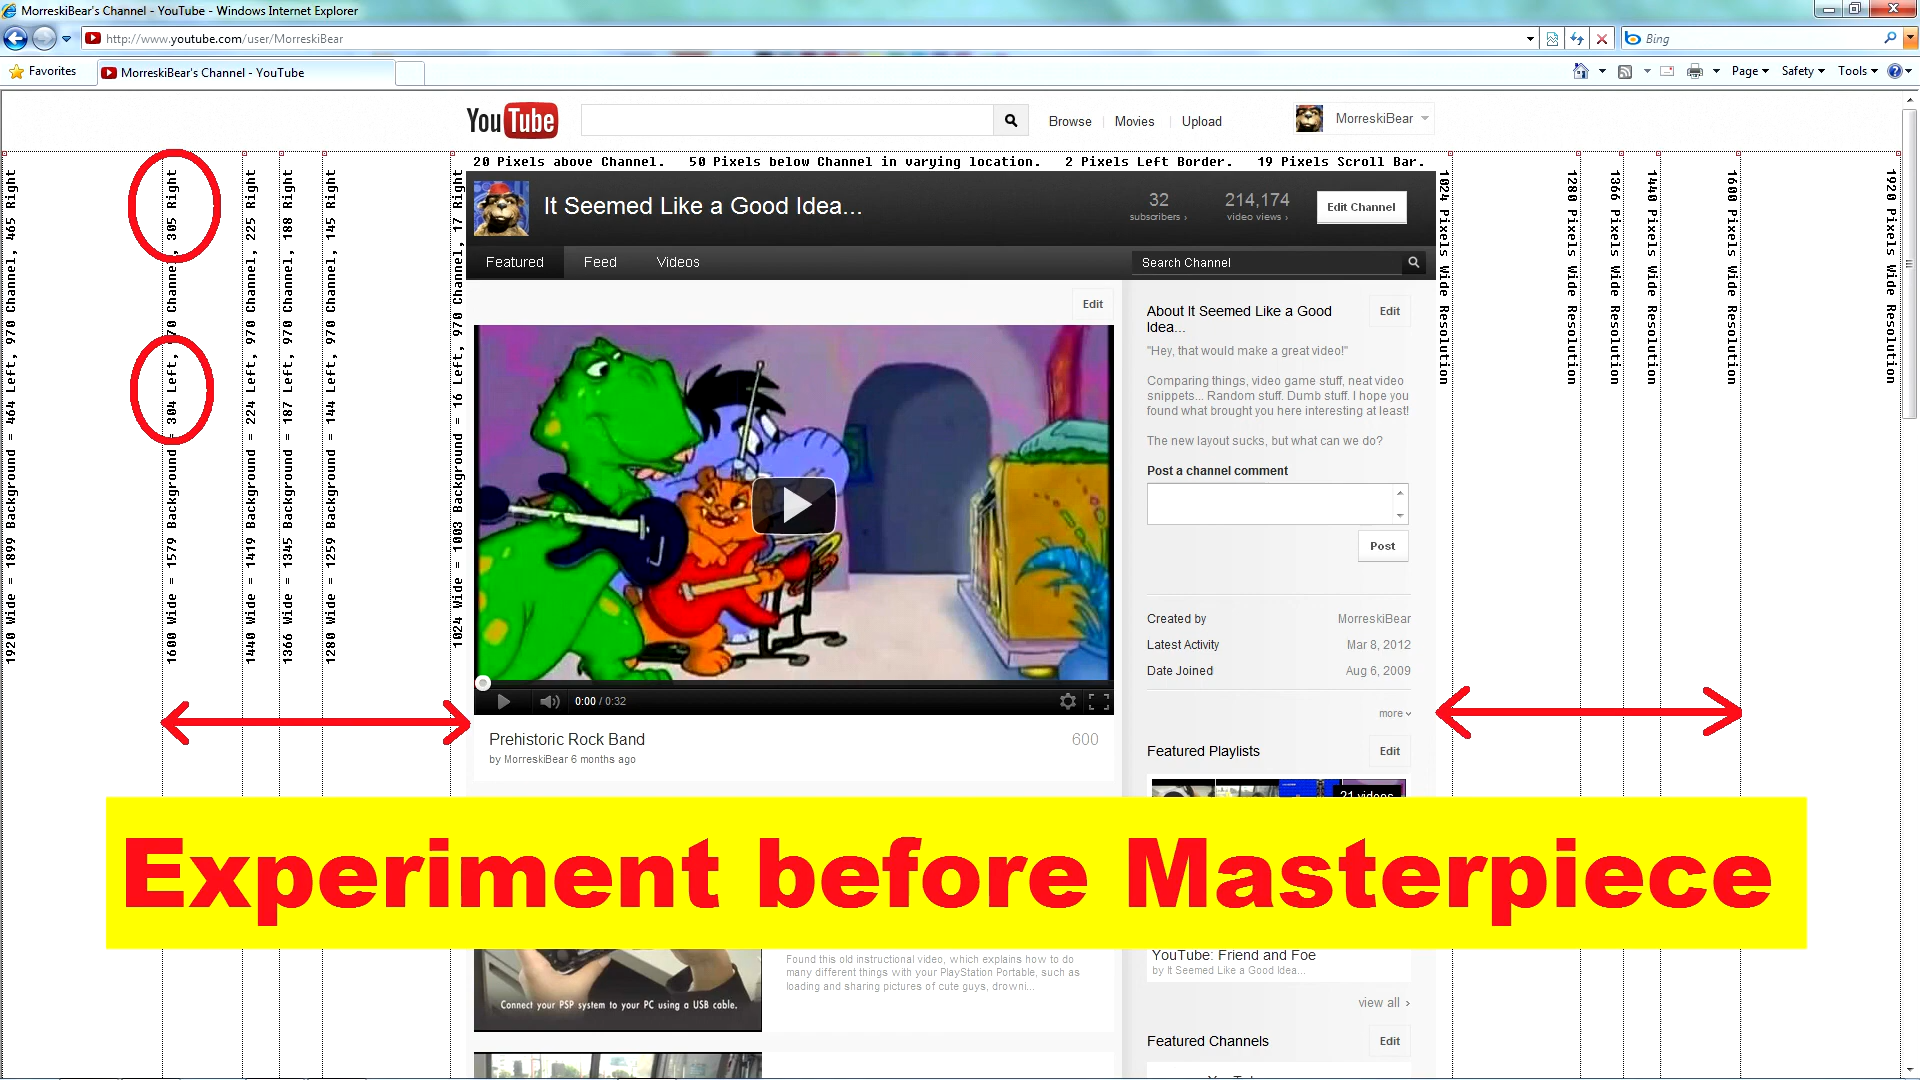 MorreskiBear's Channel - YouTube - Windows Internet Explorer
http://www.youtube.com/user/MorreskiBear
Bing
Favorites
MorreskiBear's Channel - YouTube
Page
Safety
Tools
YouTube
Browse
Movies
Upload
MorreskiBear
20 Pixels above Channel. 50 Pixels below Channel in varying location. 2 Pixels Left Border. 19 Pixels Scroll Bar.
1920 Wide = 1899 Background = 464 Left, 970 Channel, 465 Right
1600 Wide = 1579 Background = 304 Left, 970 Channel, 305 Right
1440 Wide = 1419 Background = 224 Left, 970 Channel, 225 Right
1366 Wide = 1345 Background = 187 Left, 970 Channel, 188 Right
1280 Wide = 1259 Background = 144 Left, 970 Channel, 145 Right
1024 Wide = 1003 Background = 16 Left, 970 Channel, 17 Right
1024 Pixels Wide Resolution
1280 Pixels Wide Resolution
1366 Pixels Wide Resolution
1440 Pixels Wide Resolution
1600 Pixels Wide Resolution
1920 Pixels Wide Resolution
It Seemed Like a Good Idea...
32
subscribers ›
214,174
video views ›
Edit Channel
Featured
Feed
Videos
Search Channel
Edit
0:00 / 0:32
Prehistoric Rock Band
600
by MorreskiBear 6 months ago
About It Seemed Like a Good
Idea...
Edit
"Hey, that would make a great video!"
Comparing things, video game stuff, neat video
snippets... Random stuff. Dumb stuff. I hope you
found what brought you here interesting at least!
The new layout sucks, but what can we do?
Post a channel comment
Post
Created by MorreskiBear
Latest Activity Mar 8, 2012
Date Joined Aug 6, 2009
more
Featured Playlists
Edit
21 videos
Experiment before Masterpiece
Connect your PSP system to your PC using a USB cable.
Found this old instructional video, which explains how to do
many different things with your PlayStation Portable, such as
loading and sharing pictures of cute guys, drowni...
YouTube: Friend and Foe
by It Seemed Like a Good Idea...
view all ›
Featured Channels
Edit